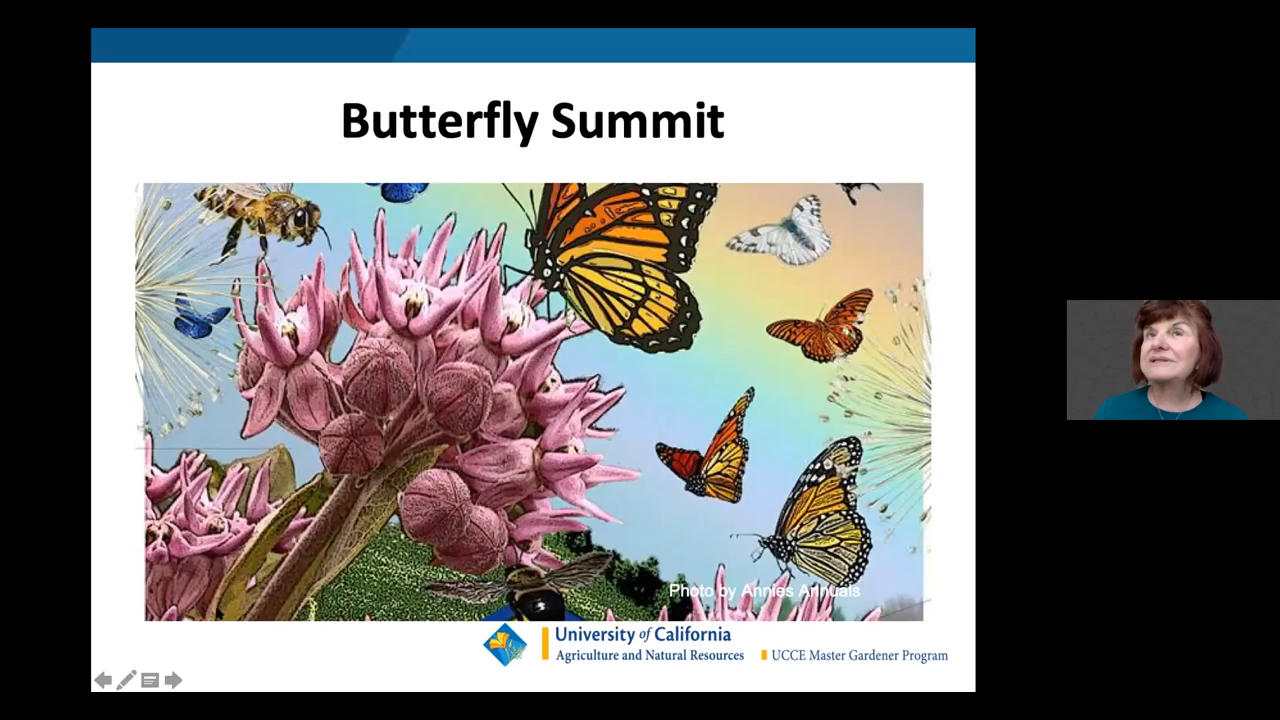 Butterfly Summit
Photo by Annies Annuals
University of California
Agriculture and Natural Resources
UCCE Master Gardener Program